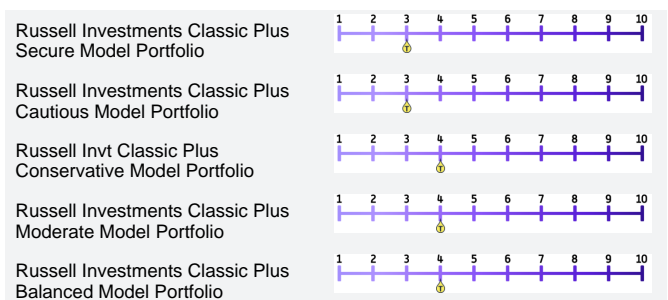 Russell Investments Classic Plus
Secure Model Portfolio
1 2 3 4 5 6 7 8 9 10
T
Russell Investments Classic Plus
Cautious Model Portfolio
1 2 3 4 5 6 7 8 9 10
T
Russell Invt Classic Plus
Conservative Model Portfolio
1 2 3 4 5 6 7 8 9 10
T
Russell Investments Classic Plus
Moderate Model Portfolio
1 2 3 4 5 6 7 8 9 10
T
Russell Investments Classic Plus
Balanced Model Portfolio
1 2 3 4 5 6 7 8 9 10
T